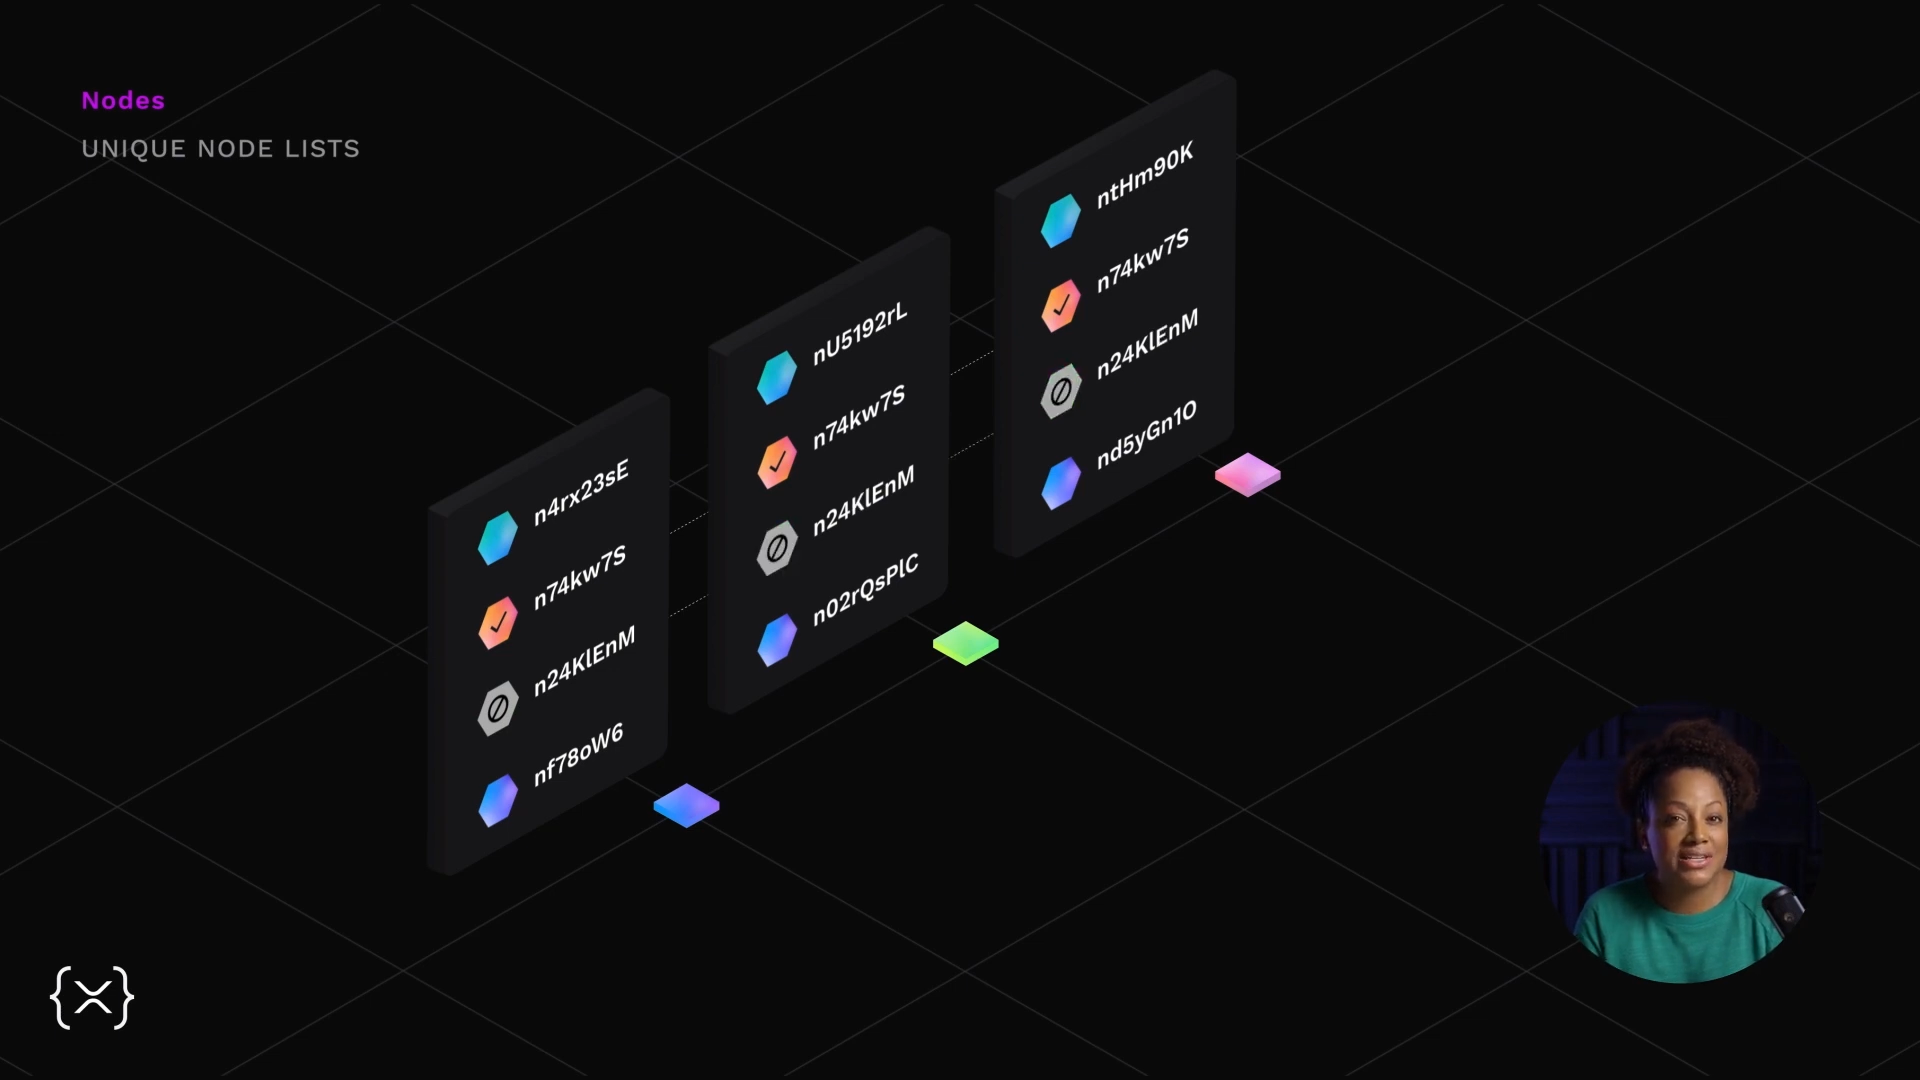 Nodes
UNIQUE NODE LISTS
n4rx23sE
n74kw7S
n24KlEnM
nf78oW6
nU5192rL
n74kw7S
n24KlEnM
n02rQsPlC
ntHm90K
n74kw7S
n24KlEnM
nd5yGn1O